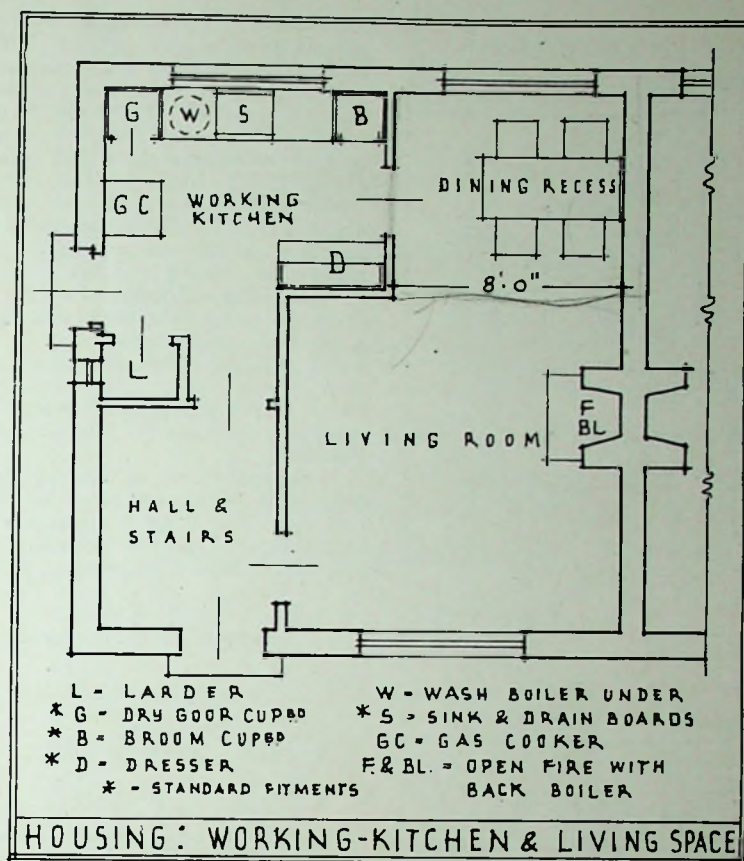 G W S B
GC
WORKING
KITCHEN
DINING RECESS
D
8'.0"
L
F
BL
LIVING ROOM
HALL &
STAIRS
L - LARDER
* G - DRY GOOR CUPBD
* B = BROOM CUPBD
* D = DRESSER
* - STANDARD FITMENTS
W - WASH BOILER UNDER
* S = SINK & DRAIN BOARDS
GC = GAS COOKER
F.& BL. = OPEN FIRE WITH
BACK BOILER
HOUSING: WORKING-KITCHEN & LIVING SPACE